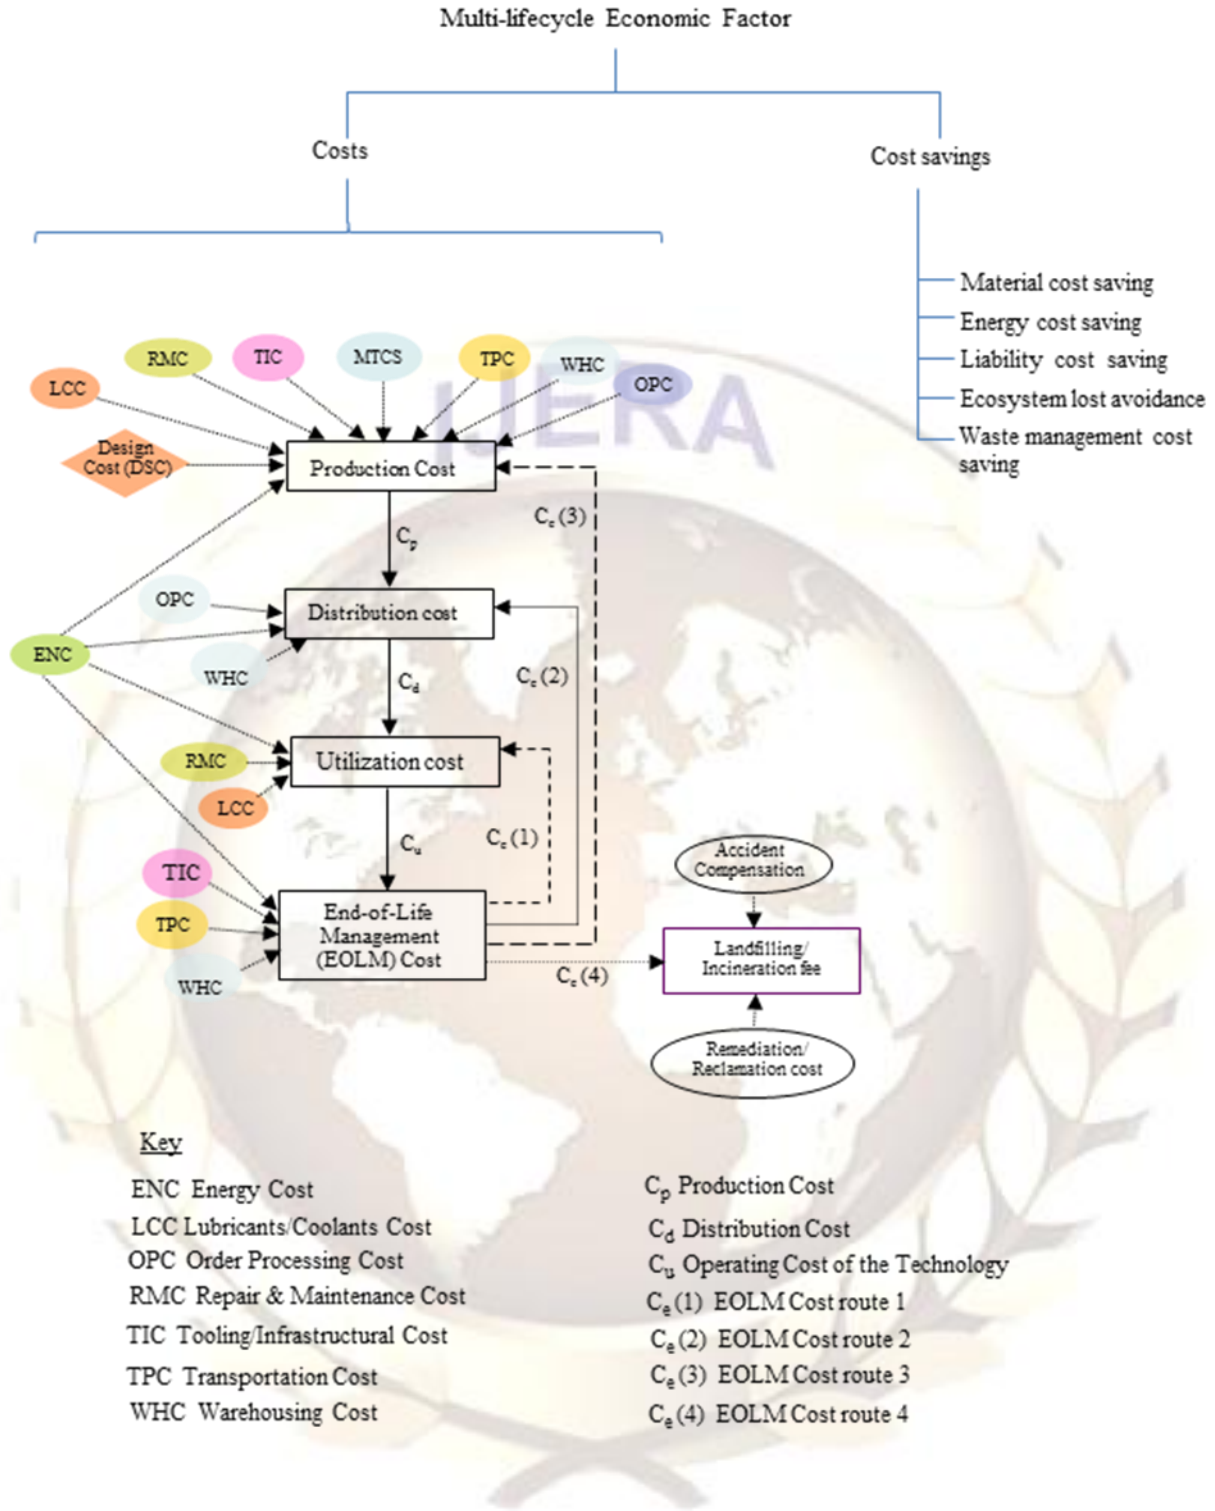 Multi-lifecycle Economic Factor
Costs
Cost savings
Material cost saving
Energy cost saving
Liability cost saving
Ecosystem lost avoidance
Waste management cost
saving
IJERA
RMC
TIC
MTCS
TPC
WHC
OPC
LCC
Design
Cost (DSC)
Production Cost
Cₑ (3)
Cₚ
OPC
Distribution cost
ENC
WHC
C_d
Cₑ (2)
RMC
Utilization cost
LCC
Cᵤ
Cₑ (1)
TIC
TPC
WHC
End-of-Life
Management
(EOLM) Cost
Cₑ (4)
Accident
Compensation
Landfilling/
Incineration fee
Remediation/
Reclamation cost
Key
ENC Energy Cost
LCC Lubricants/Coolants Cost
OPC Order Processing Cost
RMC Repair & Maintenance Cost
TIC Tooling/Infrastructural Cost
TPC Transportation Cost
WHC Warehousing Cost
Cₚ Production Cost
C_d Distribution Cost
Cᵤ Operating Cost of the Technology
Cₑ (1) EOLM Cost route 1
Cₑ (2) EOLM Cost route 2
Cₑ (3) EOLM Cost route 3
Cₑ (4) EOLM Cost route 4